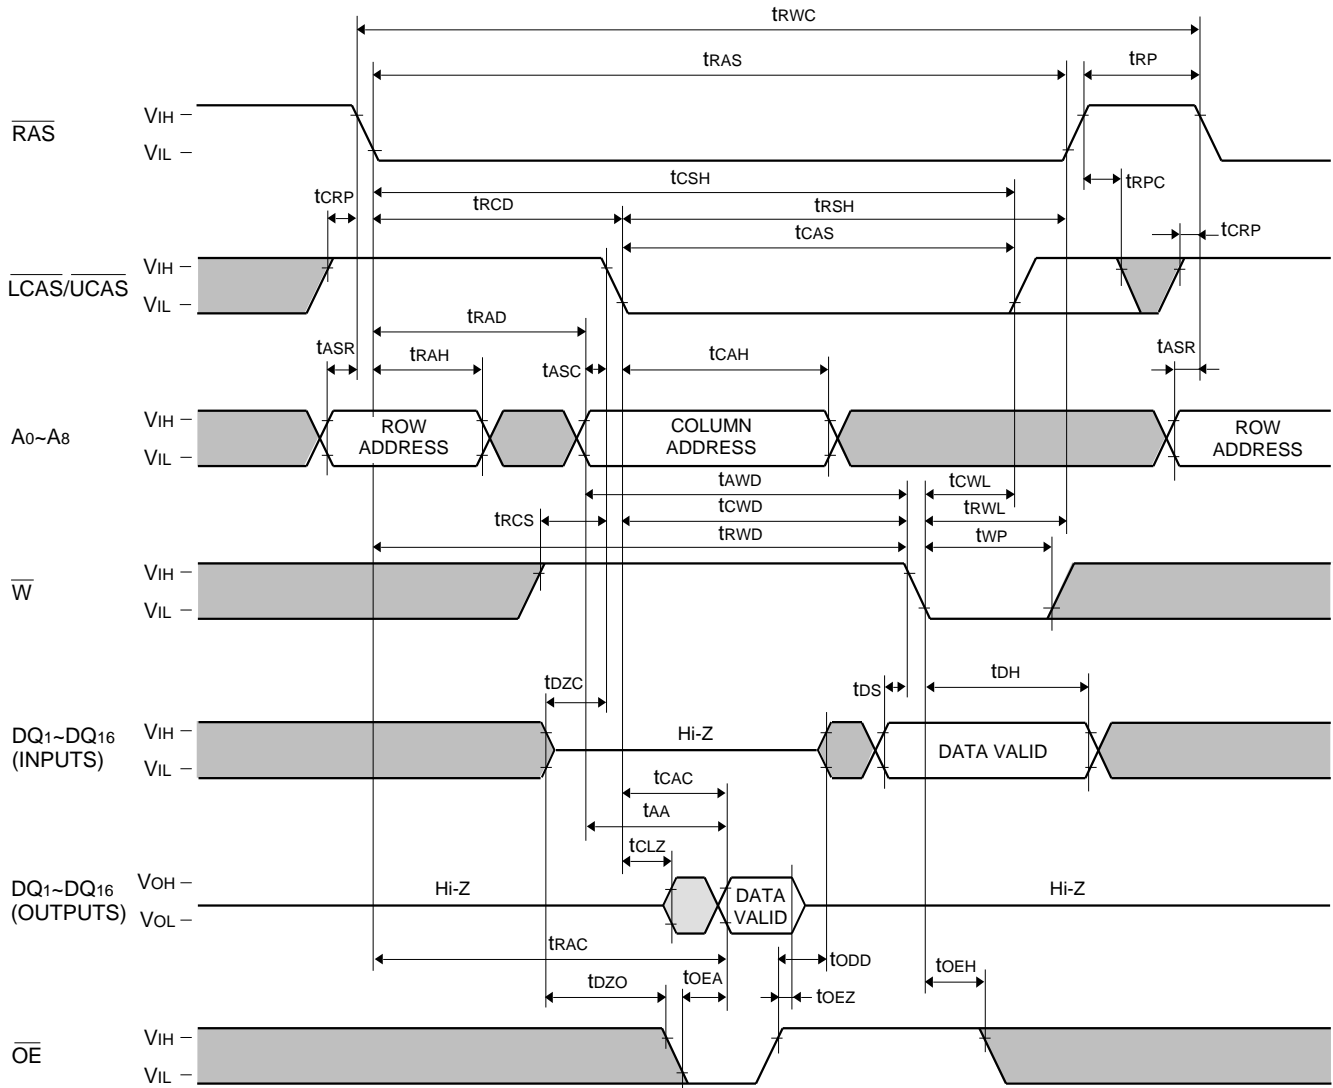 tRWC
tRAS
tRP
RAS
VIH
VIL
tCSH
tRPC
tCRP
tRCD
tRSH
tCAS
tCRP
LCAS/UCAS
VIH
VIL
tRAD
tASR
tRAH
tASC
tCAH
tASR
A0~A8
VIH
VIL
ROW
ADDRESS
COLUMN
ADDRESS
ROW
ADDRESS
tAWD
tCWL
tRCS
tCWD
tRWL
tRWD
tWP
W
VIH
VIL
tDZC
tDS
tDH
DQ1~DQ16
(INPUTS)
VIH
VIL
Hi-Z
DATA VALID
tCAC
tAA
tCLZ
DQ1~DQ16
(OUTPUTS)
VOH
VOL
Hi-Z
DATA
VALID
Hi-Z
tRAC
tODD
tDZO
tOEA
tOEZ
tOEH
OE
VIH
VIL